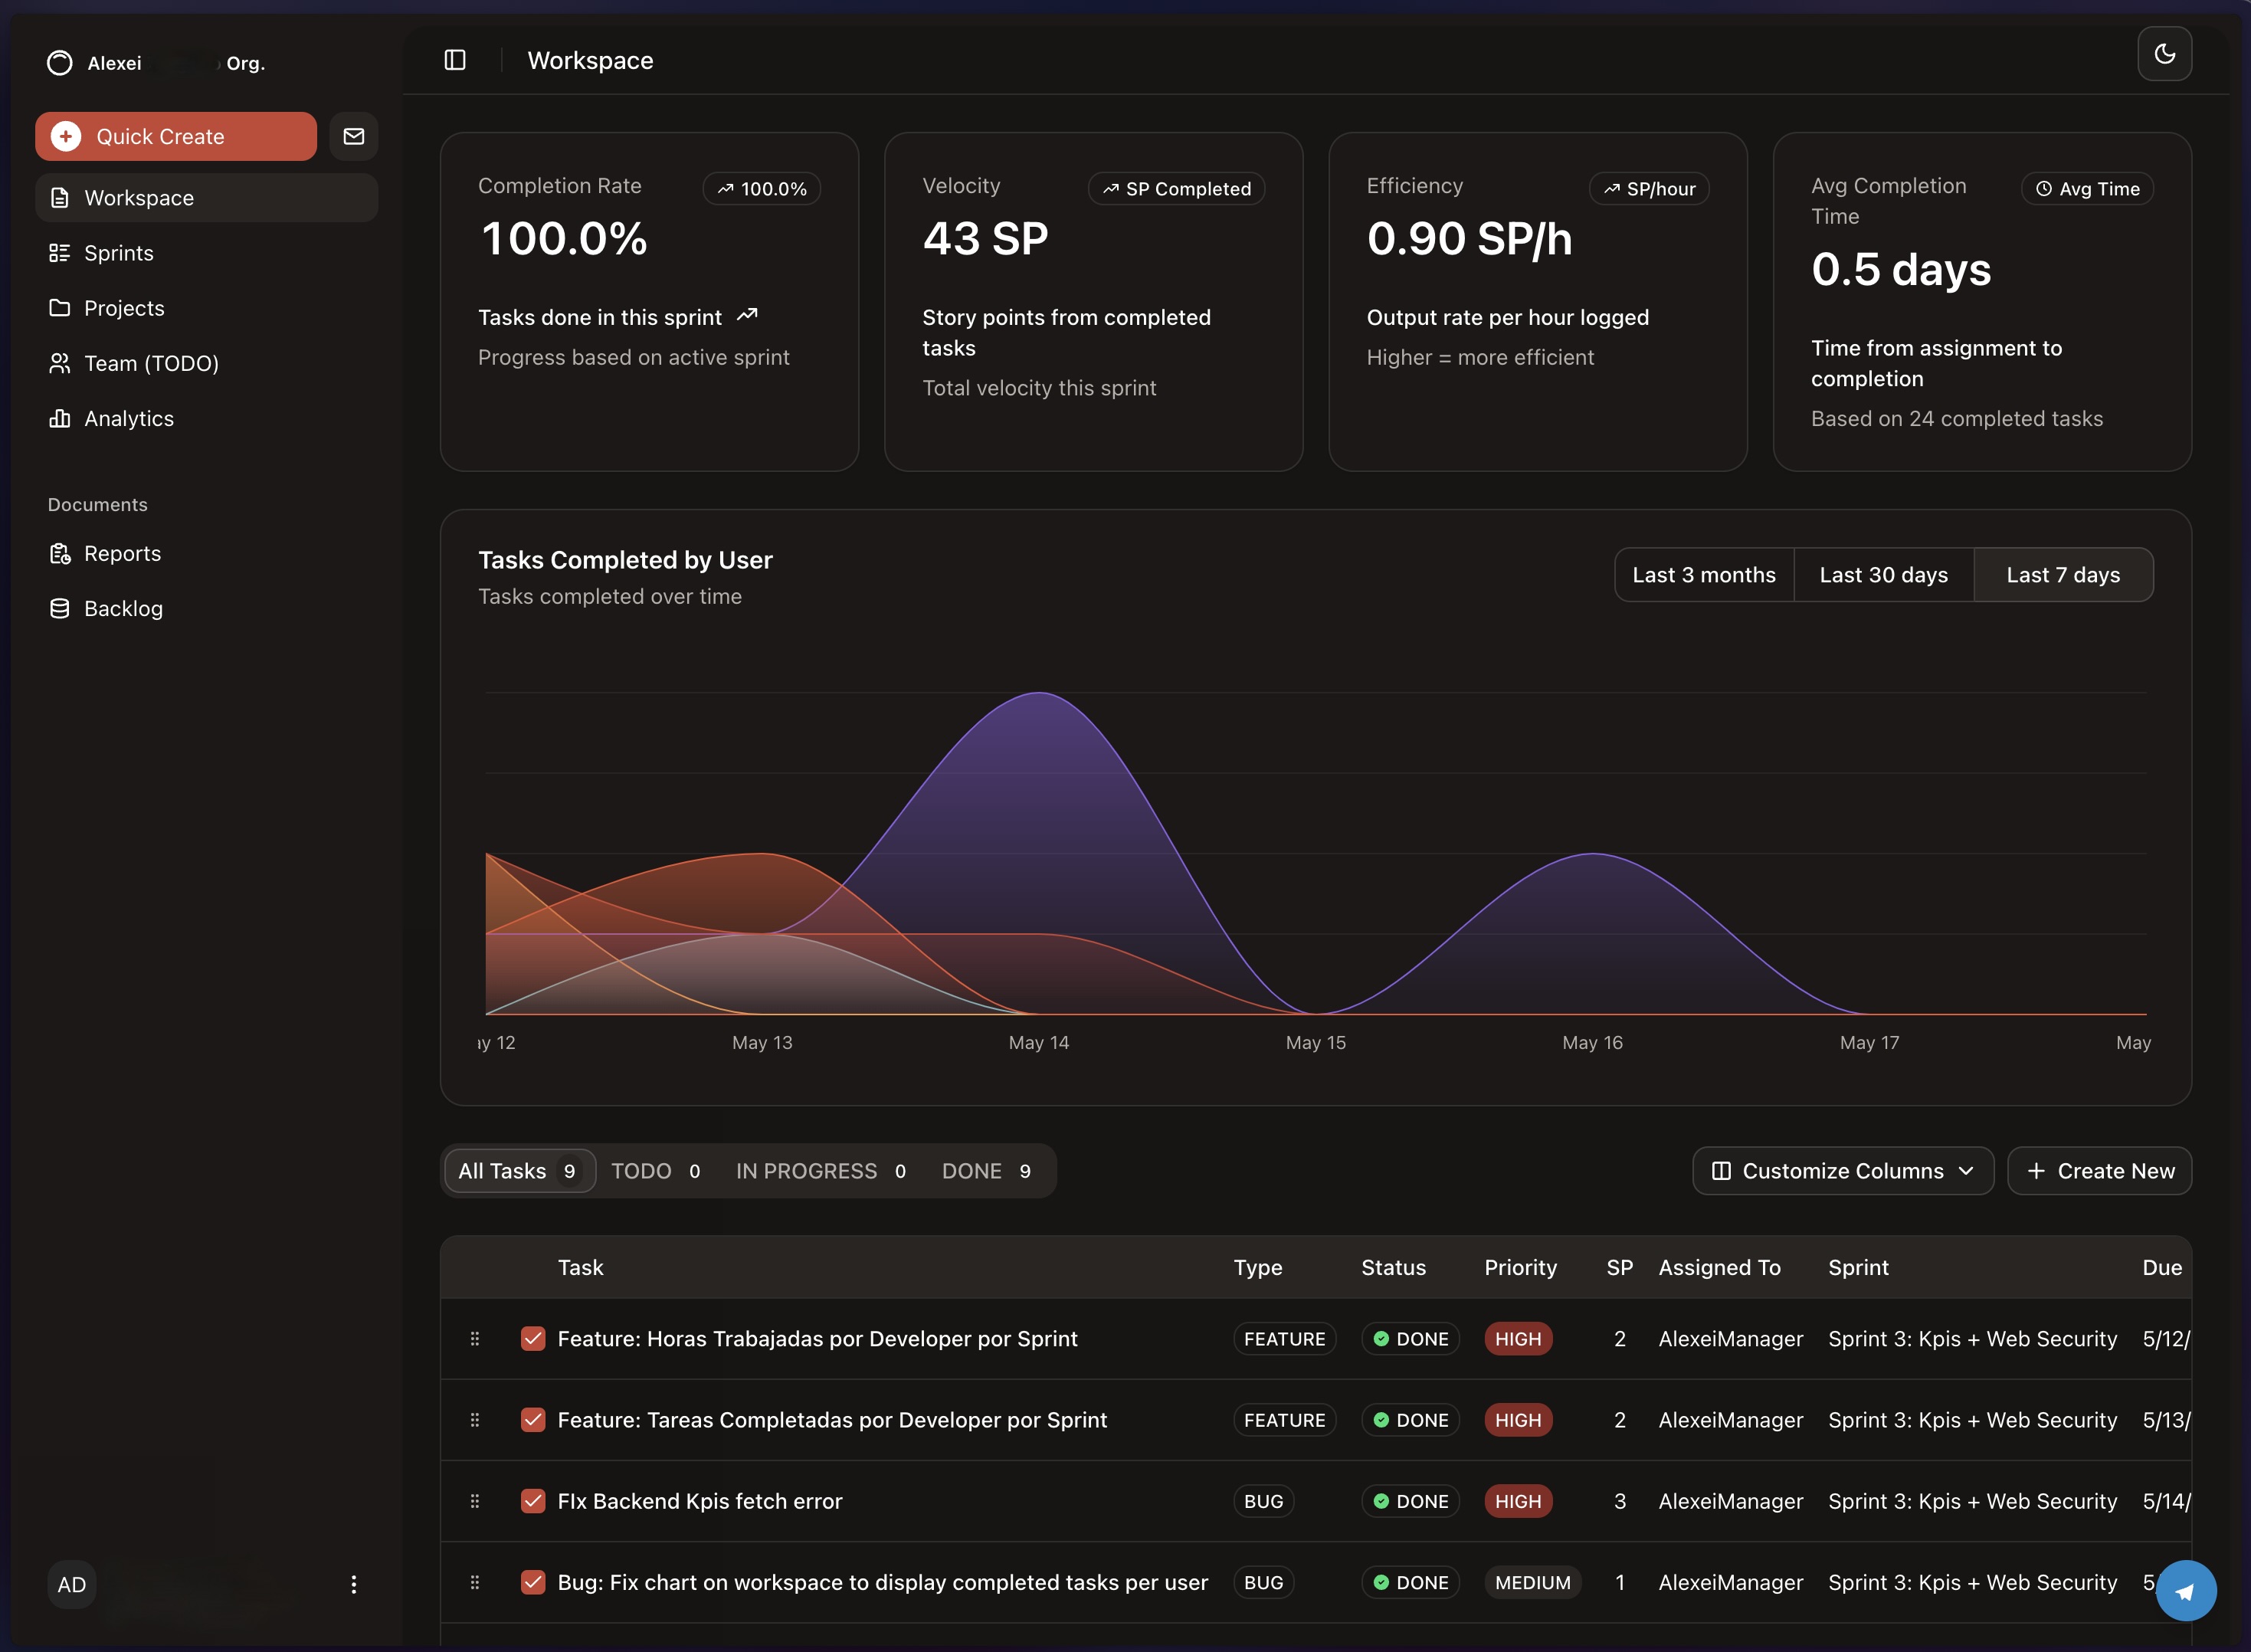 Alexei Org.
Quick Create
Workspace
Sprints
Projects
Team (TODO)
Analytics
Documents
Reports
Backlog
AD
Workspace
Completion Rate
100.0%
100.0%
Tasks done in this sprint
Progress based on active sprint
Velocity
SP Completed
43 SP
Story points from completed
tasks
Total velocity this sprint
Efficiency
SP/hour
0.90 SP/h
Output rate per hour logged
Higher = more efficient
Avg Completion
Time
Avg Time
0.5 days
Time from assignment to
completion
Based on 24 completed tasks
Tasks Completed by User
Tasks completed over time
Last 3 months Last 30 days Last 7 days
ay 12 May 13 May 14 May 15 May 16 May 17 May
All Tasks 9 TODO 0 IN PROGRESS 0 DONE 9
Customize Columns Create New
Task Type Status Priority SP Assigned To Sprint Due
Feature: Horas Trabajadas por Developer por Sprint FEATURE DONE HIGH 2 AlexeiManager Sprint 3: Kpis + Web Security 5/12/
Feature: Tareas Completadas por Developer por Sprint FEATURE DONE HIGH 2 AlexeiManager Sprint 3: Kpis + Web Security 5/13/
FIx Backend Kpis fetch error BUG DONE HIGH 3 AlexeiManager Sprint 3: Kpis + Web Security 5/14/
Bug: Fix chart on workspace to display completed tasks per user BUG DONE MEDIUM 1 AlexeiManager Sprint 3: Kpis + Web Security 5